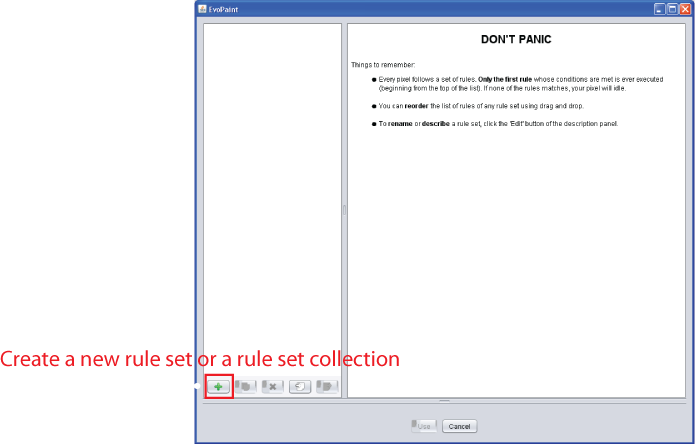 EvoPaint
DON'T PANIC
Things to remember:
Every pixel follows a set of rules. Only the first rule whose conditions are met is ever executed
(beginning from the top of the list). If none of the rules matches, your pixel will idle.
You can reorder the list of rules of any rule set using drag and drop.
To rename or describe a rule set, click the 'Edit' button of the description panel.
Create a new rule set or a rule set collection
Use
Cancel